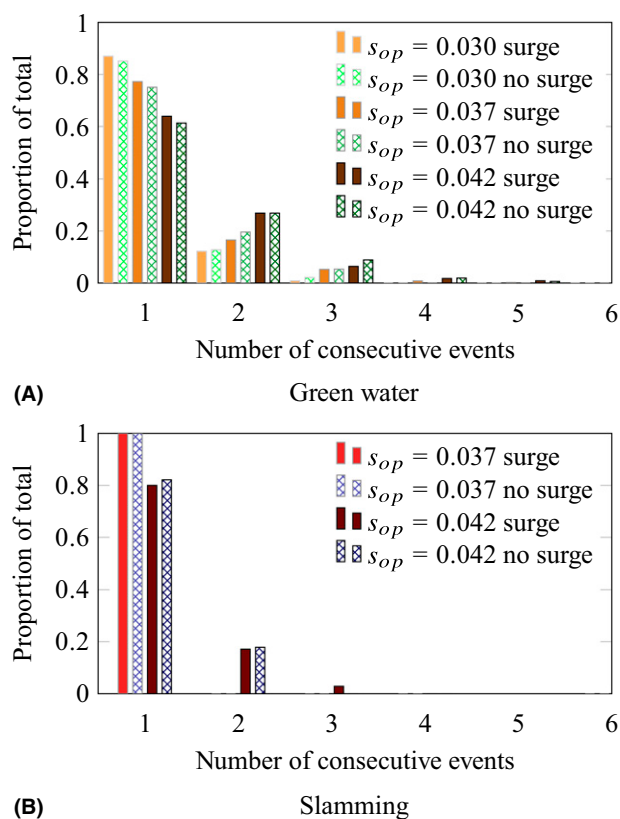 1
0.8
0.6
0.4
0.2
0
Proportion of total
s_op = 0.030 surge
s_op = 0.030 no surge
s_op = 0.037 surge
s_op = 0.037 no surge
s_op = 0.042 surge
s_op = 0.042 no surge
1 2 3 4 5 6
Number of consecutive events
(A) Green water
1
0.8
0.6
0.4
0.2
0
Proportion of total
s_op = 0.037 surge
s_op = 0.037 no surge
s_op = 0.042 surge
s_op = 0.042 no surge
1 2 3 4 5 6
Number of consecutive events
(B) Slamming